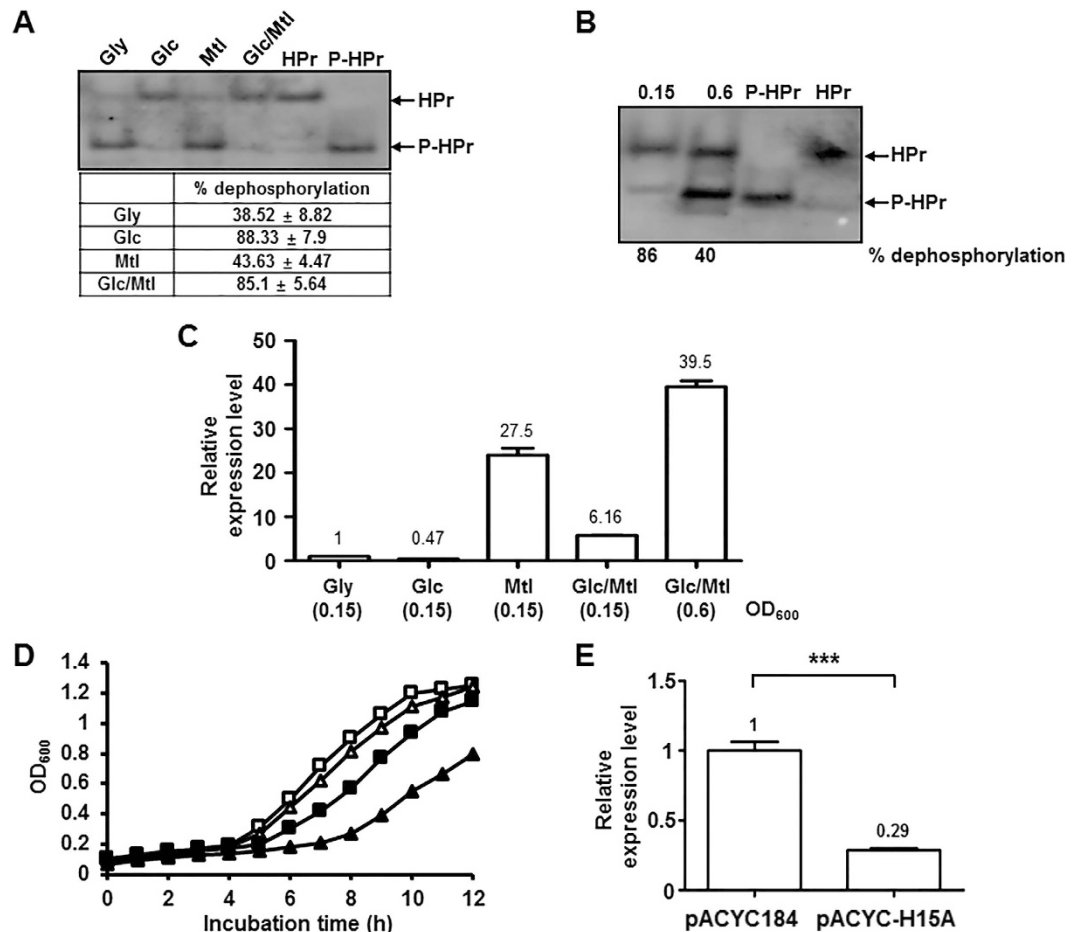 A
Gly Glc Mtl Glc/Mtl HPr P-HPr
HPr
P-HPr
% dephosphorylation
Gly 38.52 ± 8.82
Glc 88.33 ± 7.9
Mtl 43.63 ± 4.47
Glc/Mtl 85.1 ± 5.64
B
0.15 0.6 P-HPr HPr
HPr
P-HPr
86 40 % dephosphorylation
C
Relative
expression level
50
40
30
20
10
0
1 0.47 27.5 6.16 39.5
Gly Glc Mtl Glc/Mtl Glc/Mtl
(0.15) (0.15) (0.15) (0.15) (0.6) OD600
D
OD600
1.4
1.2
1
0.8
0.6
0.4
0.2
0
0 2 4 6 8 10 12
Incubation time (h)
E
Relative
expression level
***
1.5
1
0.5
0
1
0.29
pACYC184 pACYC-H15A